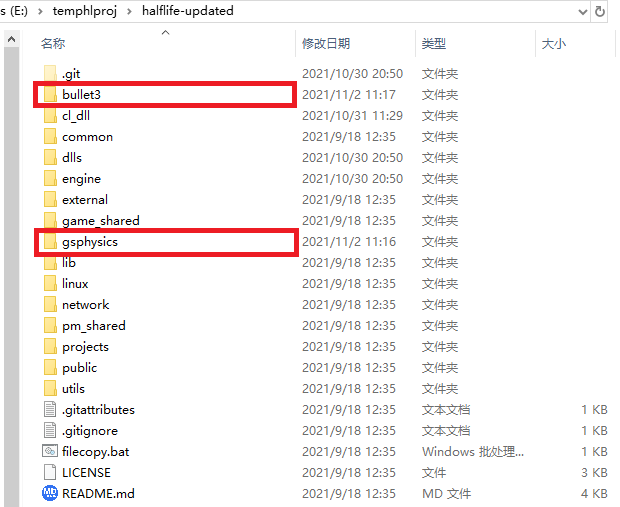 s (E:) > temphlproj > halflife-updated
名称 修改日期 类型 大小
.git 2021/10/30 20:50 文件夹
bullet3 2021/11/2 11:17 文件夹
cl_dll 2021/10/31 11:29 文件夹
common 2021/9/18 12:35 文件夹
dlls 2021/10/30 20:50 文件夹
engine 2021/10/30 20:50 文件夹
external 2021/9/18 12:35 文件夹
game_shared 2021/9/18 12:35 文件夹
gsphysics 2021/11/2 11:16 文件夹
lib 2021/9/18 12:35 文件夹
linux 2021/9/18 12:35 文件夹
network 2021/9/18 12:35 文件夹
pm_shared 2021/9/18 12:35 文件夹
projects 2021/9/18 12:35 文件夹
public 2021/9/18 12:35 文件夹
utils 2021/9/18 12:35 文件夹
.gitattributes 2021/9/18 12:35 文本文档 1 KB
.gitignore 2021/9/18 12:35 文本文档 1 KB
filecopy.bat 2021/9/18 12:35 Windows 批处理... 1 KB
LICENSE 2021/9/18 12:35 文件 3 KB
README.md 2021/9/18 12:35 MD 文件 4 KB